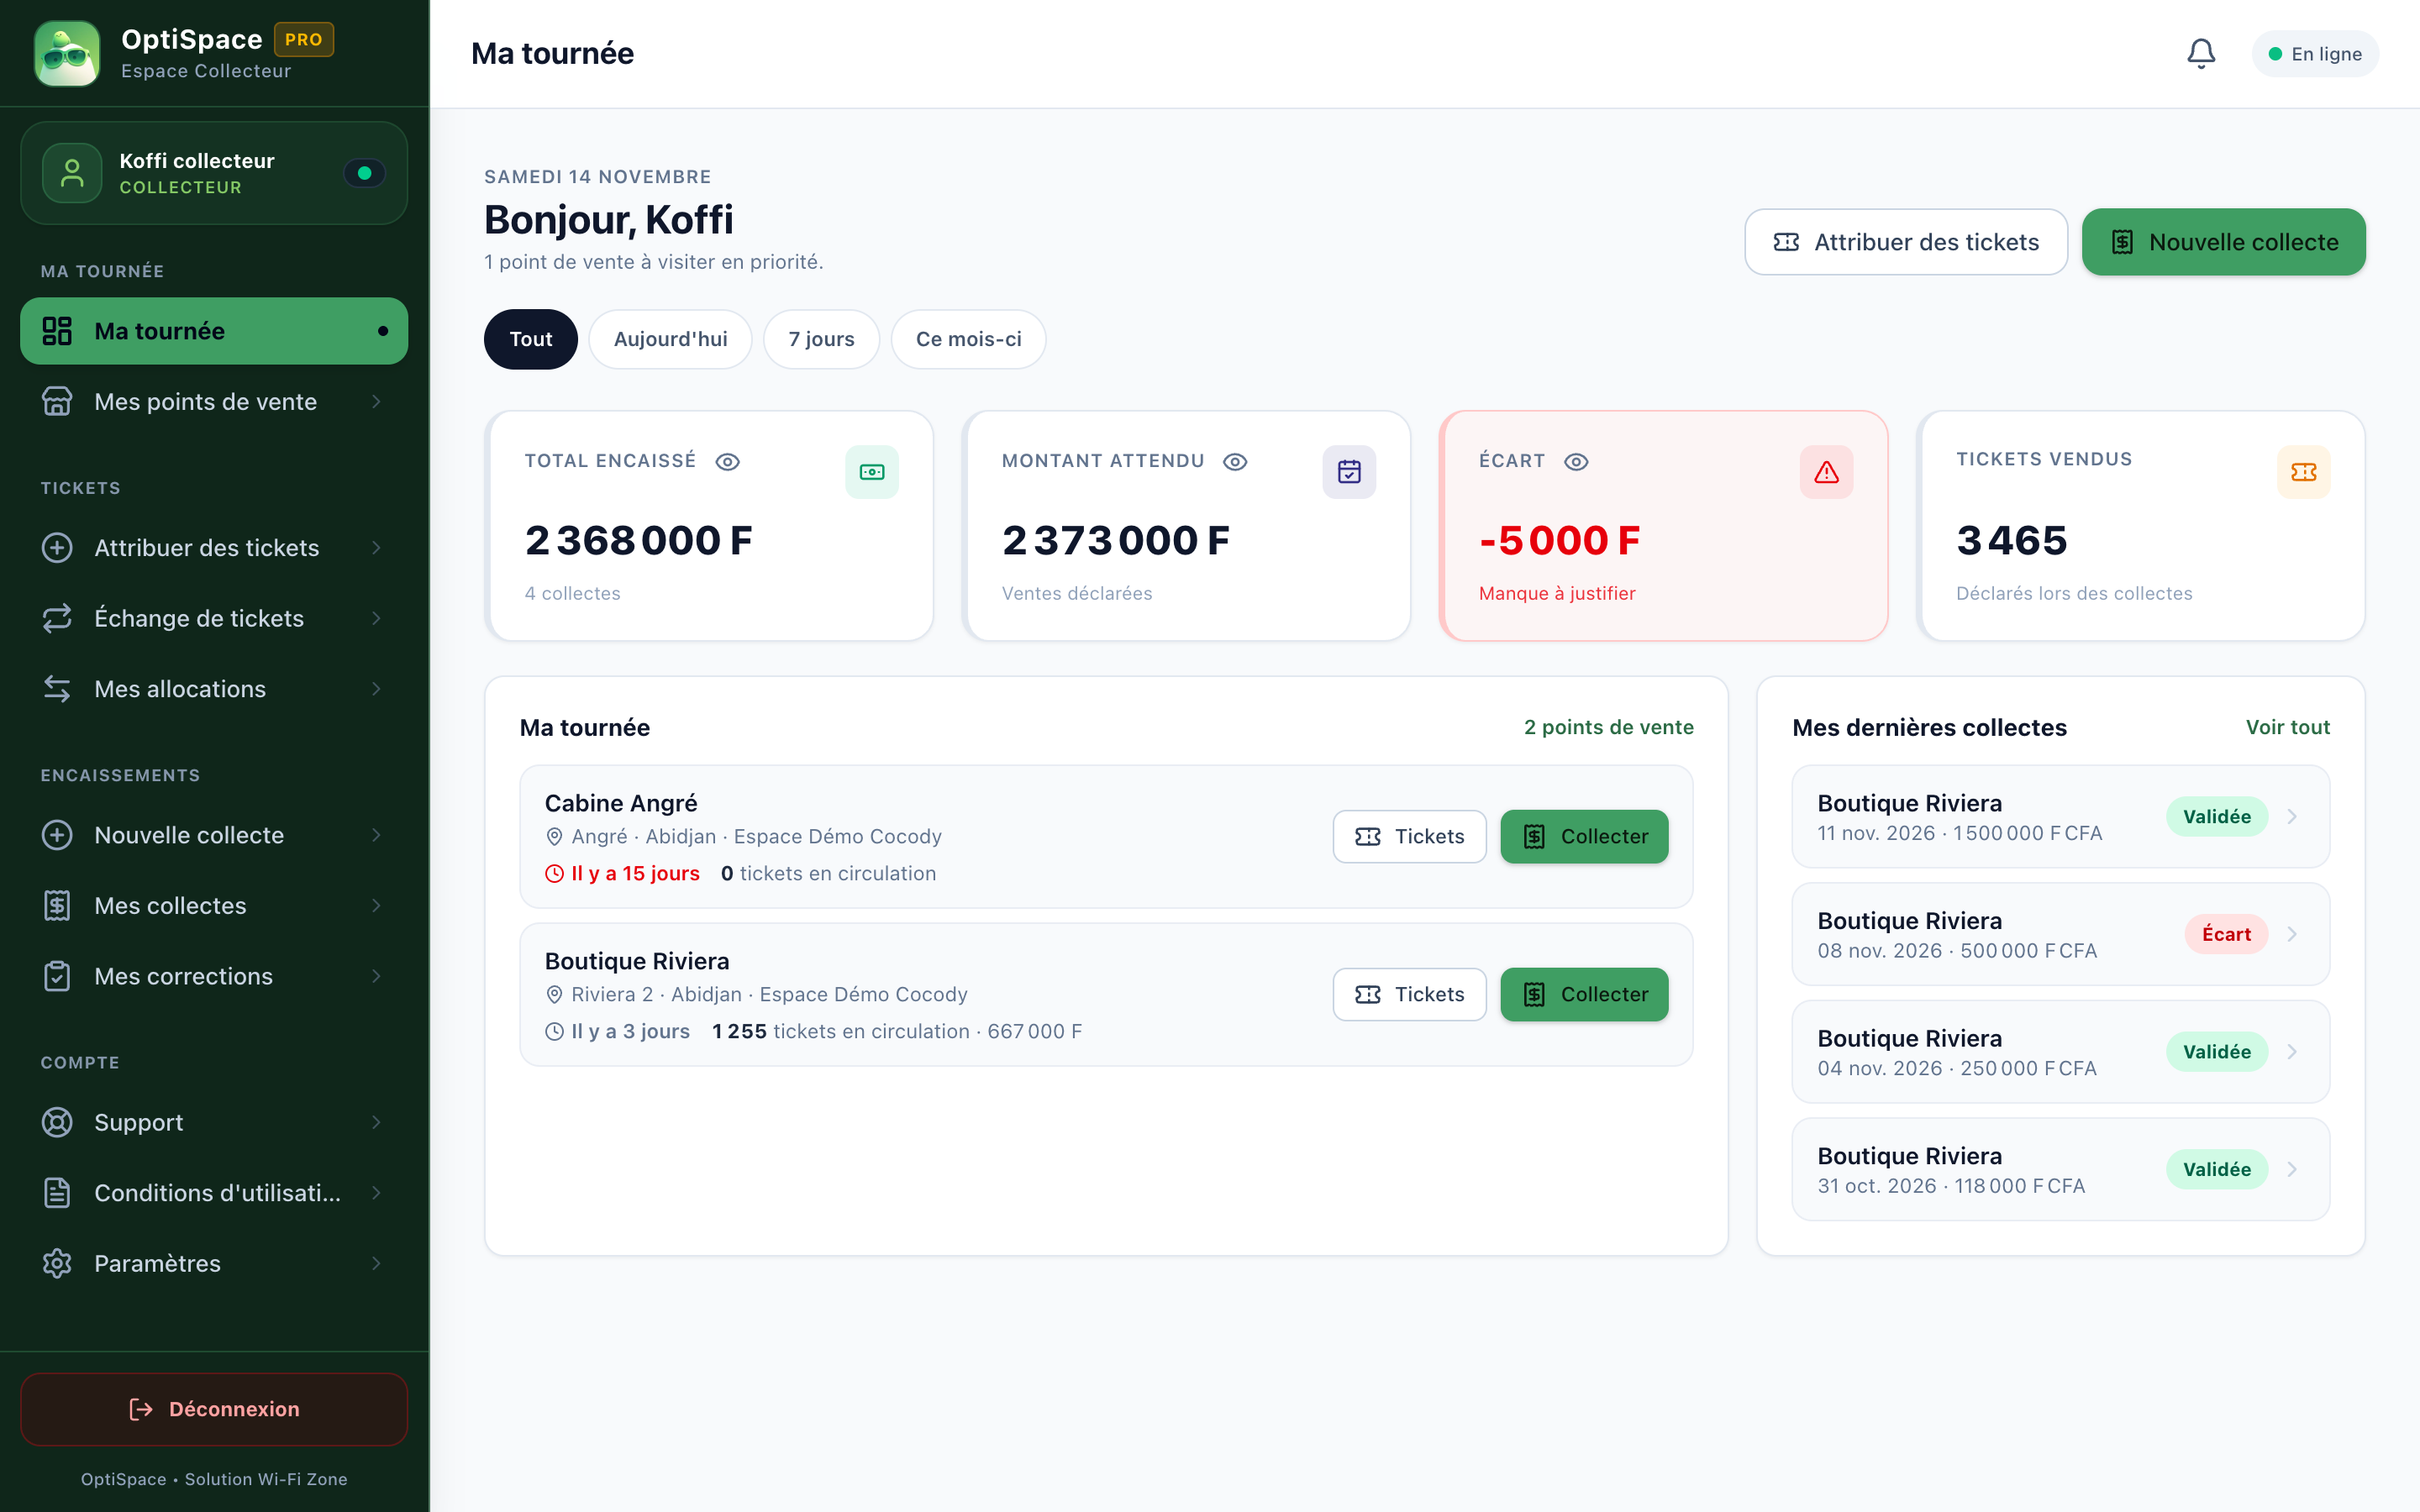 OptiSpace PRO
Espace Collecteur
Koffi collecteur
COLLECTEUR
MA TOURNÉE
Ma tournée
Mes points de vente
TICKETS
Attribuer des tickets
Échange de tickets
Mes allocations
ENCAISSEMENTS
Nouvelle collecte
Mes collectes
Mes corrections
COMPTE
Support
Conditions d'utilisati...
Paramètres
Déconnexion
OptiSpace • Solution Wi-Fi Zone
Ma tournée
En ligne
SAMEDI 14 NOVEMBRE
Bonjour, Koffi
1 point de vente à visiter en priorité.
Attribuer des tickets
Nouvelle collecte
Tout
Aujourd'hui
7 jours
Ce mois-ci
TOTAL ENCAISSÉ
2 368 000 F
4 collectes
MONTANT ATTENDU
2 373 000 F
Ventes déclarées
ÉCART
-5 000 F
Manque à justifier
TICKETS VENDUS
3 465
Déclarés lors des collectes
Ma tournée
2 points de vente
Cabine Angré
Angré · Abidjan · Espace Démo Cocody
Il y a 15 jours 0 tickets en circulation
Tickets
Collecter
Boutique Riviera
Riviera 2 · Abidjan · Espace Démo Cocody
Il y a 3 jours 1 255 tickets en circulation · 667 000 F
Tickets
Collecter
Mes dernières collectes
Voir tout
Boutique Riviera
11 nov. 2026 · 1 500 000 F CFA
Validée
Boutique Riviera
08 nov. 2026 · 500 000 F CFA
Écart
Boutique Riviera
04 nov. 2026 · 250 000 F CFA
Validée
Boutique Riviera
31 oct. 2026 · 118 000 F CFA
Validée